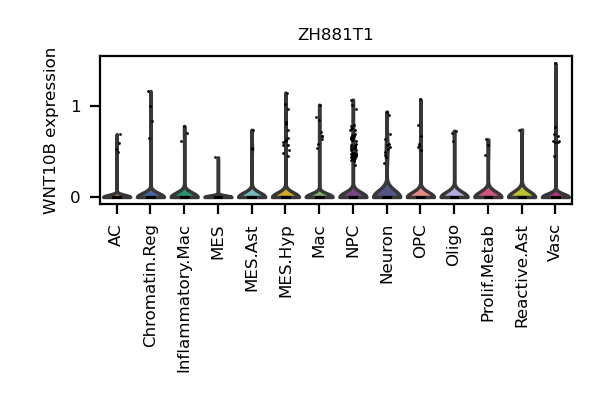 ZH881T1
WNT10B expression
1
0
AC
Chromatin.Reg
Inflammatory.Mac
MES
MES.Ast
MES.Hyp
Mac
NPC
Neuron
OPC
Oligo
Prolif.Metab
Reactive.Ast
Vasc